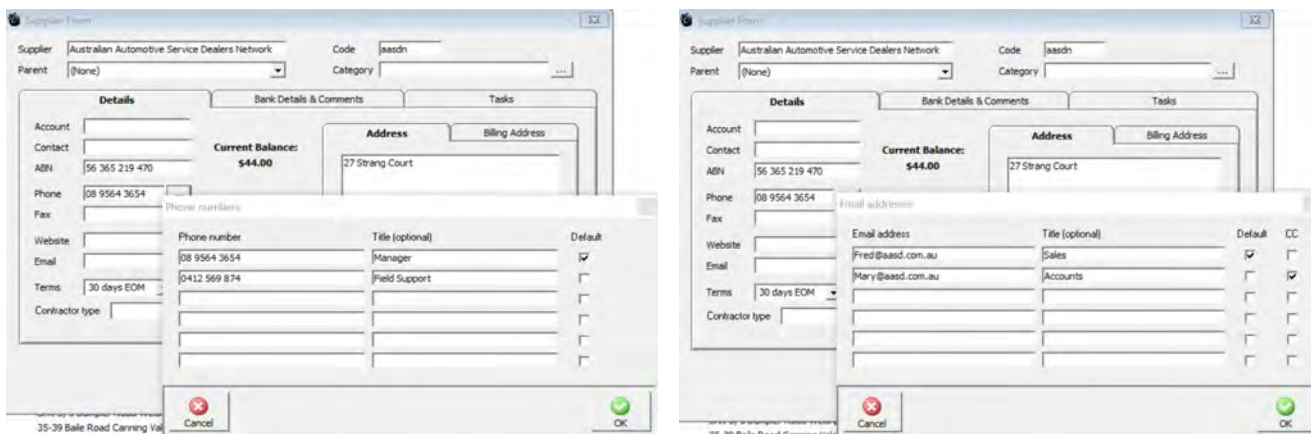 Supplier Form
Supplier Australian Automotive Service Dealers Network Code aasdn
Parent (None) Category ...
Details Bank Details & Comments Tasks
Account
Contact
ABN 56 365 219 470
Current Balance:
$44.00
Address Billing Address
27 Strang Court
Phone 08 9564 3654 ...
Fax
Website
Email
Terms 30 days EOM
Contractor type
Phone numbers
Phone number Title (optional) Default
08 9564 3654 Manager
0412 569 874 Field Support
Cancel OK
35-39 Baile Road Canning Val
Supplier Form
Supplier Australian Automotive Service Dealers Network Code aasdn
Parent (None) Category ...
Details Bank Details & Comments Tasks
Account
Contact
ABN 56 365 219 470
Current Balance:
$44.00
Address Billing Address
27 Strang Court
Phone 08 9564 3654
Fax
Website
Email
Terms 30 days EOM
Contractor type
Email addresses
Email address Title (optional) Default CC
Fred@aasd.com.au Sales
Mary@aasd.com.au Accounts
Cancel OK